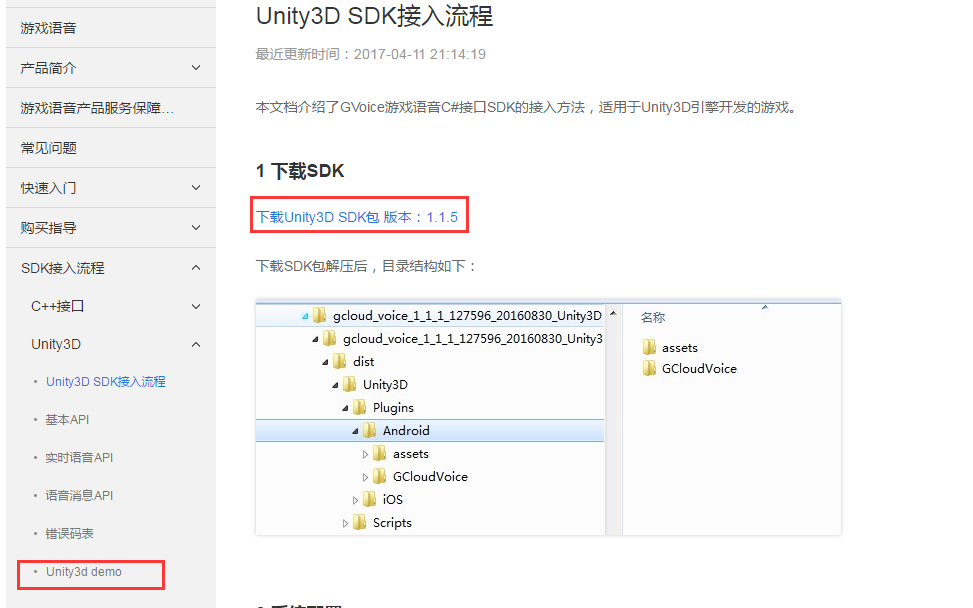 游戏语音
产品简介
游戏语音产品服务保障...
常见问题
快速入门
购买指导
SDK接入流程
C++接口
Unity3D
Unity3D SDK接入流程
基本API
实时语音API
语音消息API
错误码表
Unity3d demo
Unity3D SDK接入流程
最近更新时间：2017-04-11 21:14:19
本文档介绍了GVoice游戏语音C#接口SDK的接入方法，适用于Unity3D引擎开发的游戏。
1 下载SDK
下载Unity3D SDK包 版本：1.1.5
下载SDK包解压后，目录结构如下：
gcloud_voice_1_1_1_127596_20160830_Unity3D
gcloud_voice_1_1_1_127596_20160830_Unity3
dist
Unity3D
Plugins
Android
assets
GCloudVoice
iOS
Scripts
名称
assets
GCloudVoice